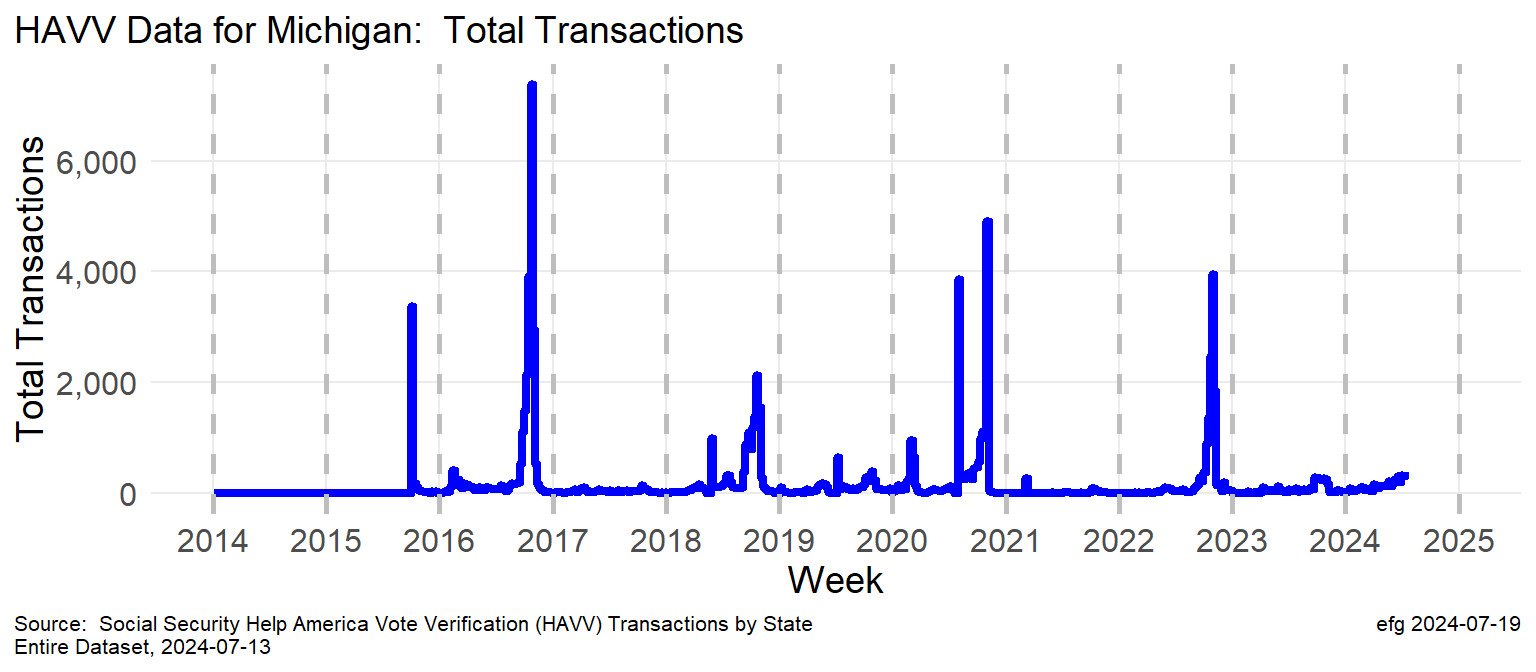 HAVV Data for Michigan:  Total Transactions
Total Transactions
6,000
4,000
2,000
0
2014 2015 2016 2017 2018 2019 2020 2021 2022 2023 2024 2025
Week
Source:  Social Security Help America Vote Verification (HAVV) Transactions by State
Entire Dataset, 2024-07-13
efg 2024-07-19